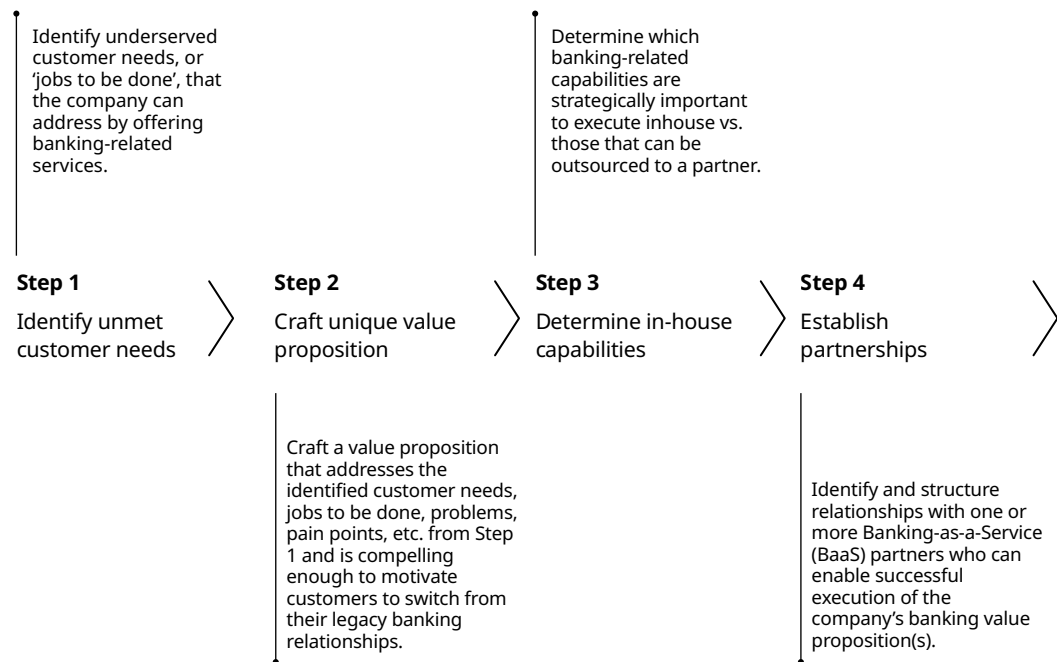 Identify underserved
customer needs, or
‘jobs to be done’, that
the company can
address by offering
banking-related
services.
Determine which
banking-related
capabilities are
strategically important
to execute inhouse vs.
those that can be
outsourced to a partner.
Step 1
Identify unmet
customer needs
Step 2
Craft unique value
proposition
Step 3
Determine in-house
capabilities
Step 4
Establish
partnerships
Craft a value proposition
that addresses the
identified customer needs,
jobs to be done, problems,
pain points, etc. from Step
1 and is compelling
enough to motivate
customers to switch from
their legacy banking
relationships.
Identify and structure
relationships with one or
more Banking-as-a-Service
(BaaS) partners who can
enable successful
execution of the
company’s banking value
proposition(s).